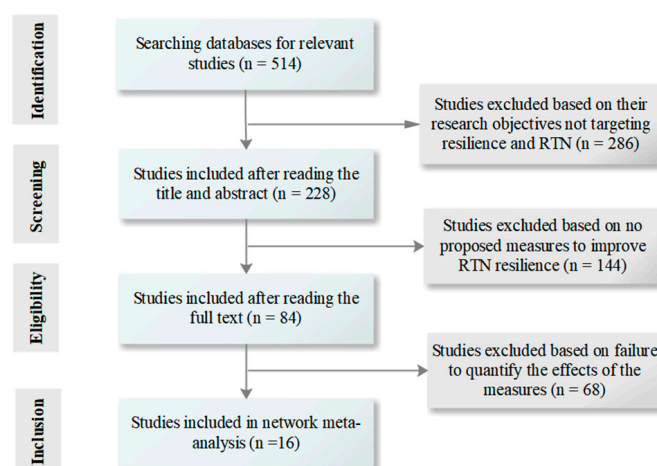 Identification
Searching databases for relevant
studies (n = 514)
Studies excluded based on their
research objectives not targeting
resilience and RTN (n = 286)
Screening
Studies included after reading the
title and abstract (n = 228)
Studies excluded based on no
proposed measures to improve
RTN resilience (n = 144)
Eligibility
Studies included after reading the
full text (n = 84)
Studies excluded based on failure
to quantify the effects of the
measures (n = 68)
Inclusion
Studies included in network meta-
analysis (n =16)